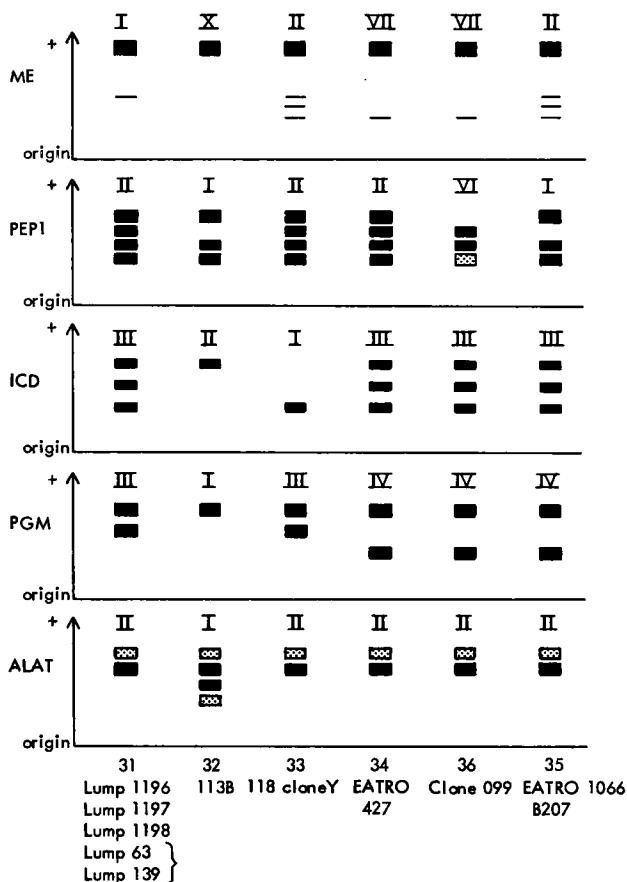 I X II VII VII II
+
ME
origin
II I II II VI I
+
PEP1
origin
III II I III III III
+
ICD
origin
III I III IV IV IV
+
PGM
origin
II I II II II II
+
ALAT
origin
31 32 33 34 36 35
Lump 1196 113B 118 cloneY EATRO Clone 099 EATRO 1066
Lump 1197 427 B207
Lump 1198
Lump 63
Lump 139